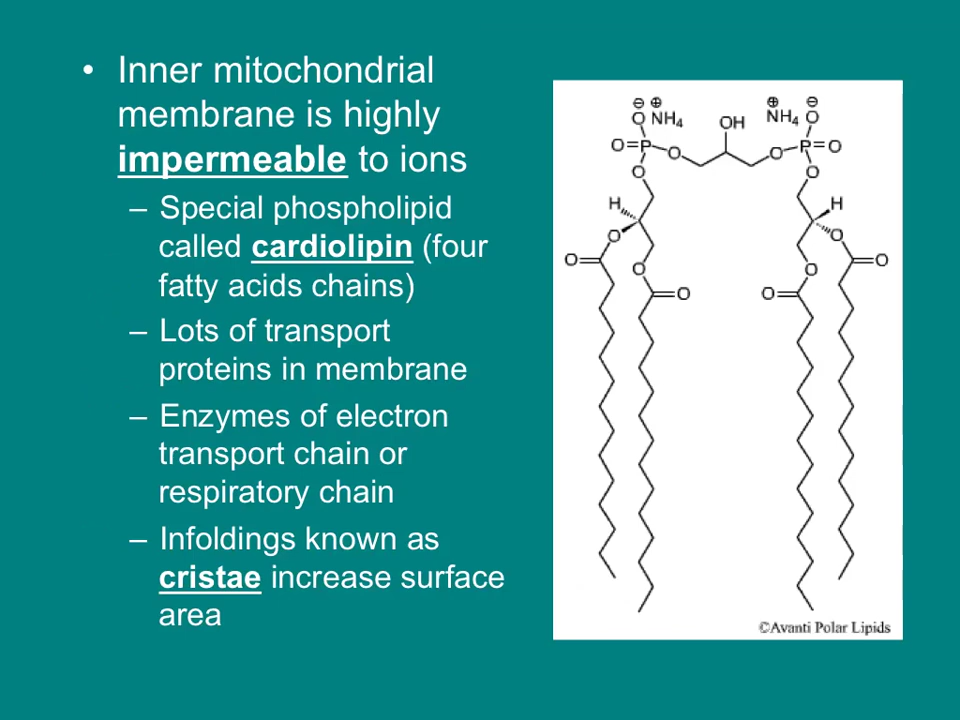 • Inner mitochondrial
membrane is highly
impermeable to ions
– Special phospholipid
called cardiolipin (four
fatty acids chains)
– Lots of transport
proteins in membrane
– Enzymes of electron
transport chain or
respiratory chain
– Infoldings known as
cristae increase surface
area
⊖ ⊕ ⊕ ⊖
O NH4 OH NH4 O
O=P O O P=O
O O
H H
O O
O O O O
O O
©Avanti Polar Lipids